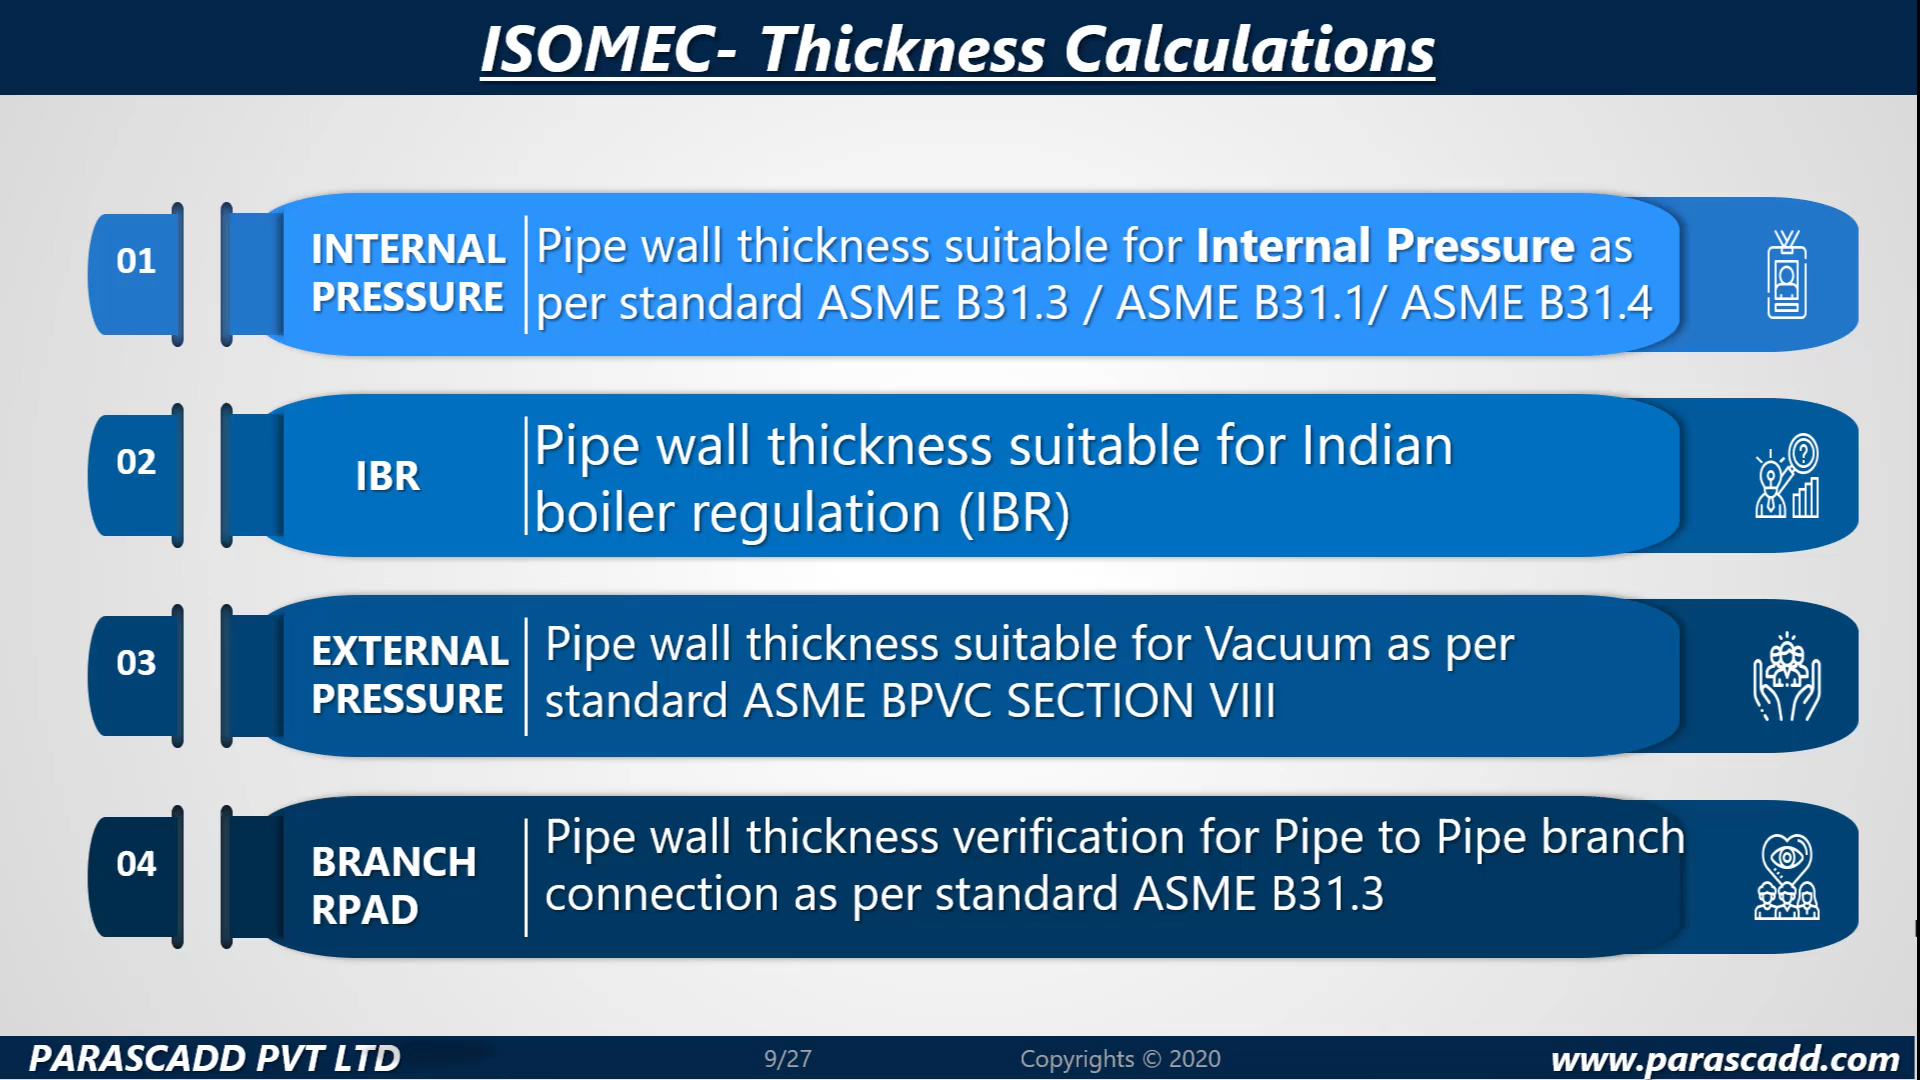 ISOMEC- Thickness Calculations
01
INTERNAL
PRESSURE
Pipe wall thickness suitable for Internal Pressure as
per standard ASME B31.3 / ASME B31.1/ ASME B31.4
02
IBR
Pipe wall thickness suitable for Indian
boiler regulation (IBR)
03
EXTERNAL
PRESSURE
Pipe wall thickness suitable for Vacuum as per
standard ASME BPVC SECTION VIII
04
BRANCH
RPAD
Pipe wall thickness verification for Pipe to Pipe branch
connection as per standard ASME B31.3
PARASCADD PVT LTD
9/27
Copyrights © 2020
www.parascadd.com